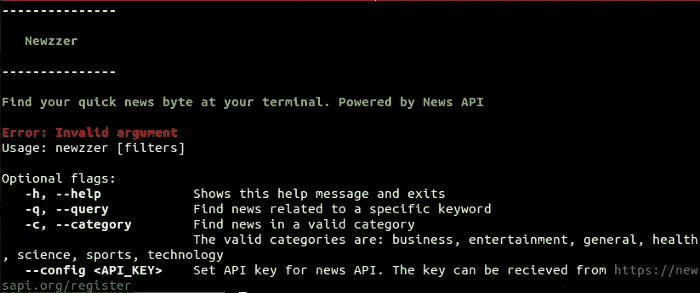 ---------------
Newzzer
---------------
Find your quick news byte at your terminal. Powered by News API
Error: Invalid argument
Usage: newzzer [filters]
Optional flags:
-h, --help Shows this help message and exits
-q, --query Find news related to a specific keyword
-c, --category Find news in a valid category
The valid categories are: business, entertainment, general, health
, science, sports, technology
--config <API_KEY> Set API key for news API. The key can be recieved from https://new
sapi.org/register